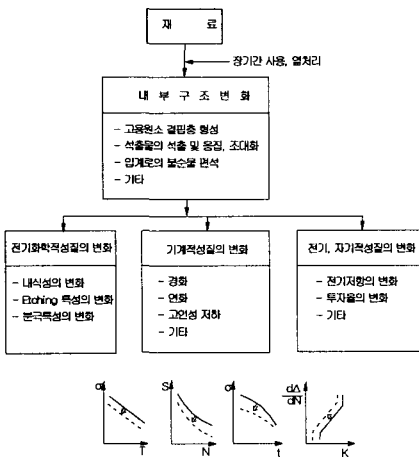 재 료
장기간 사용, 열처리
내 부 구 조 변 화
- 고용원소 결핍층 형성
- 석출물의 석출 및 응집, 조대화
- 입계로의 불순물 편석
- 기타
전기화학적성질의 변화
- 내식성의 변화
- Etching 특성의 변화
- 분극특성의 변화
기계적성질의 변화
- 경화
- 연화
- 고인성 저하
- 기타
전기, 자기적성질의 변화
- 전기저항의 변화
- 투자율의 변화
- 기타
σ
T
S
N
σ
t
dA
dN
K